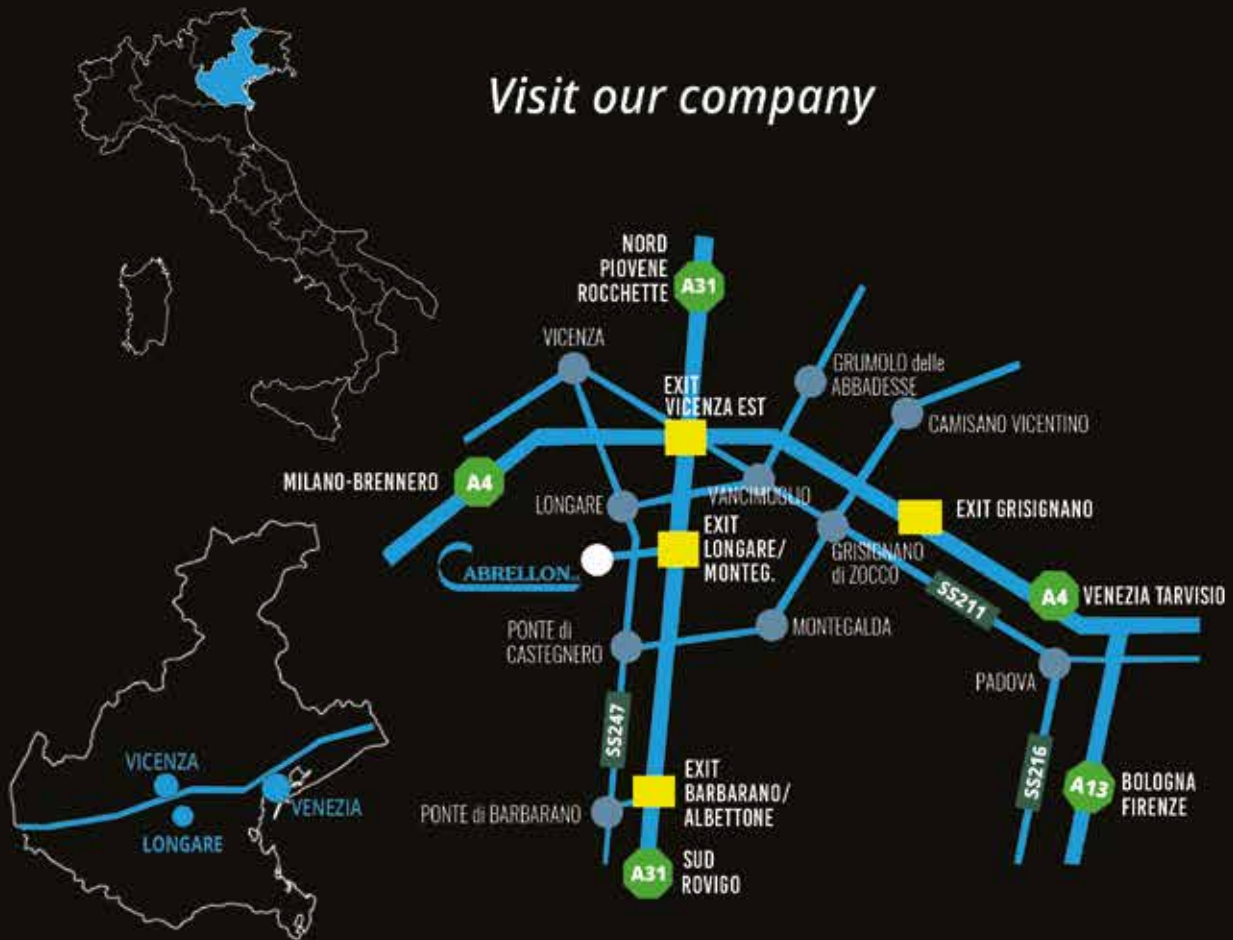 Visit our company
NORD
PIOVENE
ROCCHETTE
A31
VICENZA
GRUMOLO delle
ABBADESSE
EXIT
VICENZA EST
CAMISANO VICENTINO
MILANO-BRENNERO
A4
LONGARE
VANCIMUGLIO
EXIT GRISIGNANO
EXIT
LONGARE/
MONTEG.
GRISIGNANO
di ZOCCO
CABRELLON
SS211
A4
VENEZIA TARVISIO
PONTE di
CASTEGNERO
MONTEGALDA
PADOVA
SS247
SS216
EXIT
BARBARANO/
ALBETTONE
A13
BOLOGNA
FIRENZE
PONTE di BARBARANO
A31
SUD
ROVIGO
VICENZA
VENEZIA
LONGARE